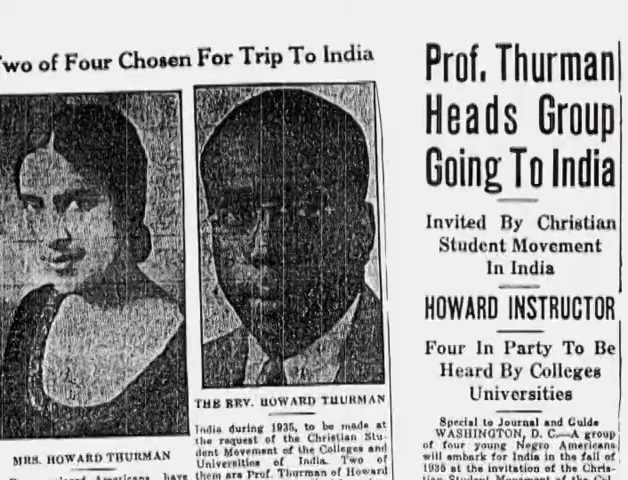 Two of Four Chosen For Trip To India
MRS. HOWARD THURMAN
Americans have
THE REV. HOWARD THURMAN
India during 1935, to be made at
the request of the Christian Stu-
dent Movement of the Colleges and
Universities of India. Two of
them are Prof. Thurman of Howard
Prof. Thurman
Heads Group
Going To India
Invited By Christian
Student Movement
In India
HOWARD INSTRUCTOR
Four In Party To Be
Heard By Colleges
Universities
Special to Journal and Guide
WASHINGTON, D. C.—A group
of four young Negro Americans
will embark for India in the fall of
1935 at the invitation of the Chris-
tian Student Movement of the Col-